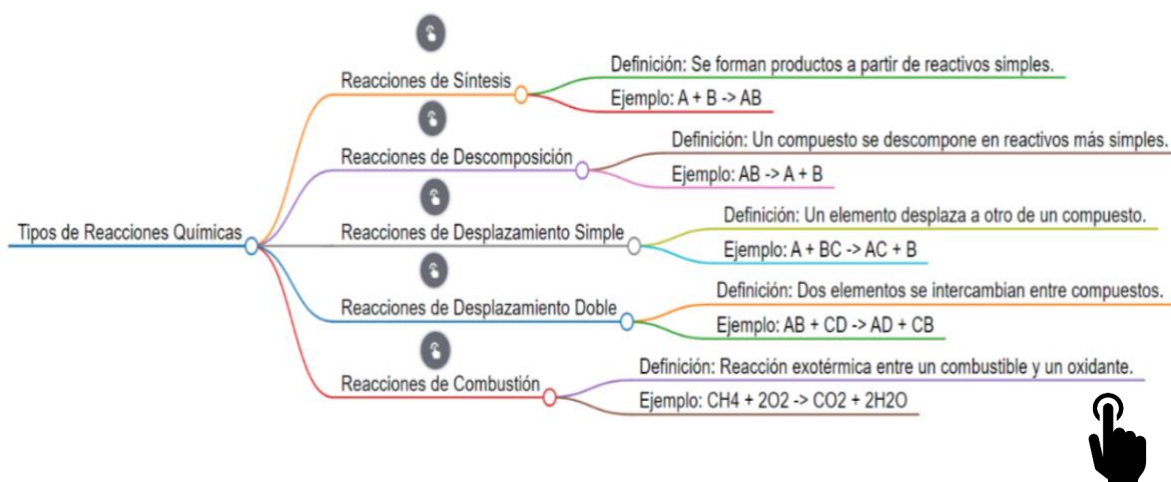 Tipos de Reacciones Químicas
Reacciones de Síntesis
Definición: Se forman productos a partir de reactivos simples.
Ejemplo: A + B -> AB
Reacciones de Descomposición
Definición: Un compuesto se descompone en reactivos más simples.
Ejemplo: AB -> A + B
Reacciones de Desplazamiento Simple
Definición: Un elemento desplaza a otro de un compuesto.
Ejemplo: A + BC -> AC + B
Reacciones de Desplazamiento Doble
Definición: Dos elementos se intercambian entre compuestos.
Ejemplo: AB + CD -> AD + CB
Reacciones de Combustión
Definición: Reacción exotérmica entre un combustible y un oxidante.
Ejemplo: CH4 + 2O2 -> CO2 + 2H2O